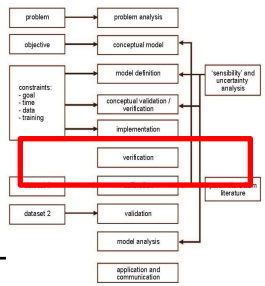 problem
problem analysis
objective
conceptual model
constraints:
- goal
- time
- data
- training
model definition
'sensibility' and
uncertainty
analysis
conceptual validation /
verification
implementation
verification
literature
dataset 2
validation
model analysis
application and
communication